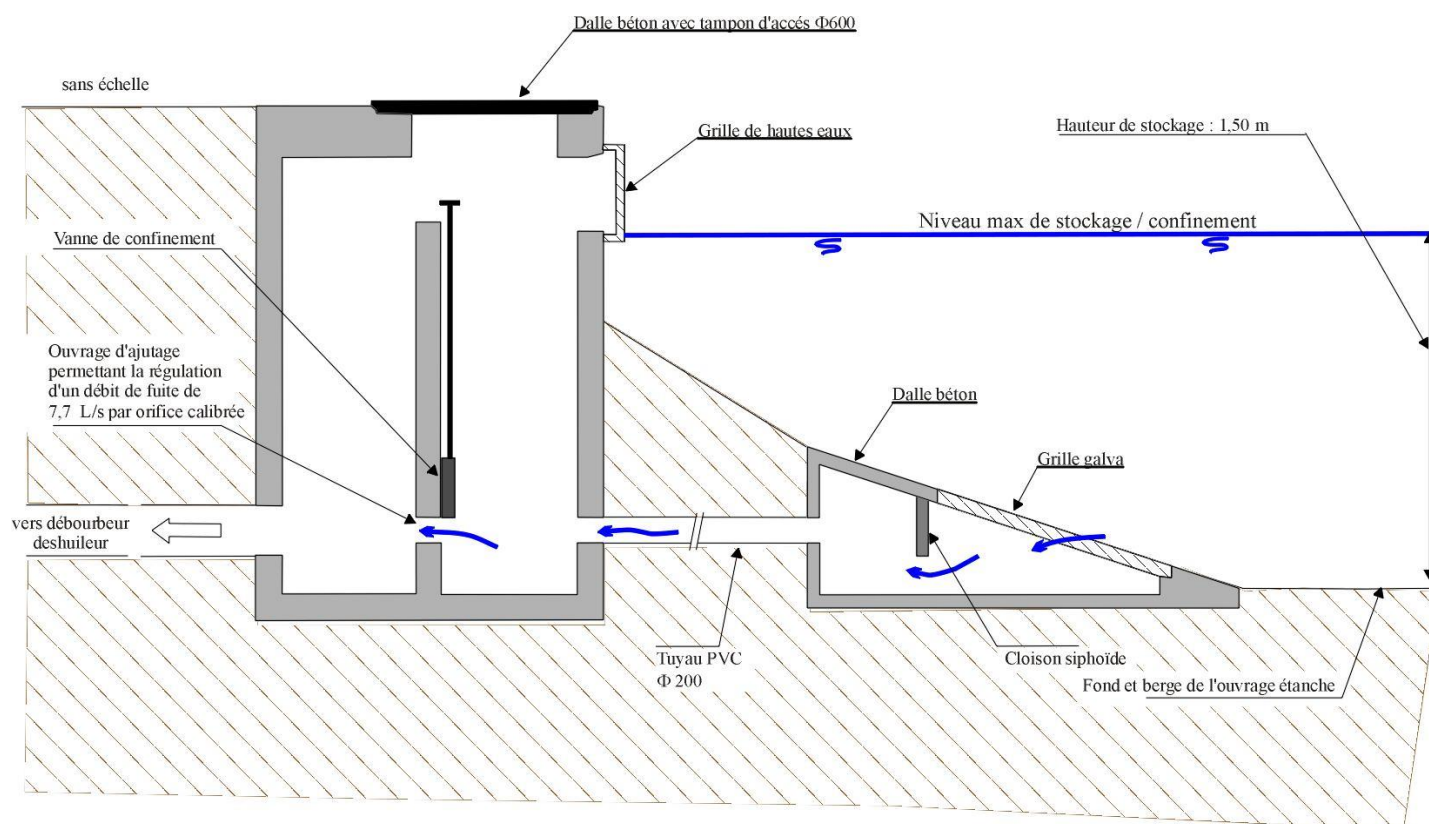 Dalle béton avec tampon d'accés Φ600
sans échelle
Grille de hautes eaux
Hauteur de stockage : 1,50 m
Niveau max de stockage / confinement
Vanne de confinement
Ouvrage d'ajutage
permettant la régulation
d'un débit de fuite de
7,7 L/s par orifice calibrée
Dalle béton
Grille galva
vers débourbeur
deshuileur
Tuyau PVC
Φ 200
Cloison siphoïde
Fond et berge de l'ouvrage étanche